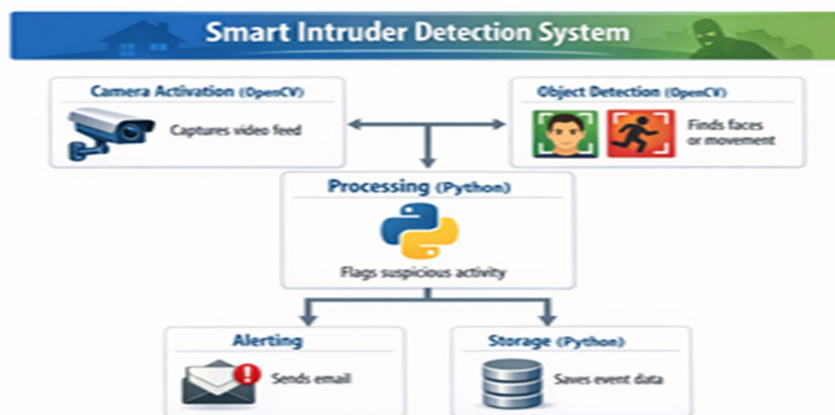 Smart Intruder Detection System
Camera Activation (OpenCV)
Captures video feed
Object Detection (OpenCV)
Finds faces
or movement
Processing (Python)
Flags suspicious activity
Alerting
Sends email
Storage (Python)
Saves event data